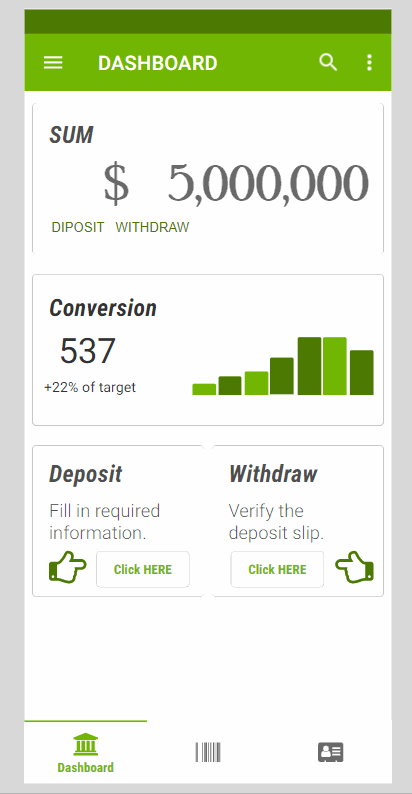 DASHBOARD
SUM
$ 5,000,000
DIPOSIT WITHDRAW
Conversion
537
+22% of target
Deposit
Fill in required
information.
Click HERE
Withdraw
Verify the
deposit slip.
Click HERE
Dashboard